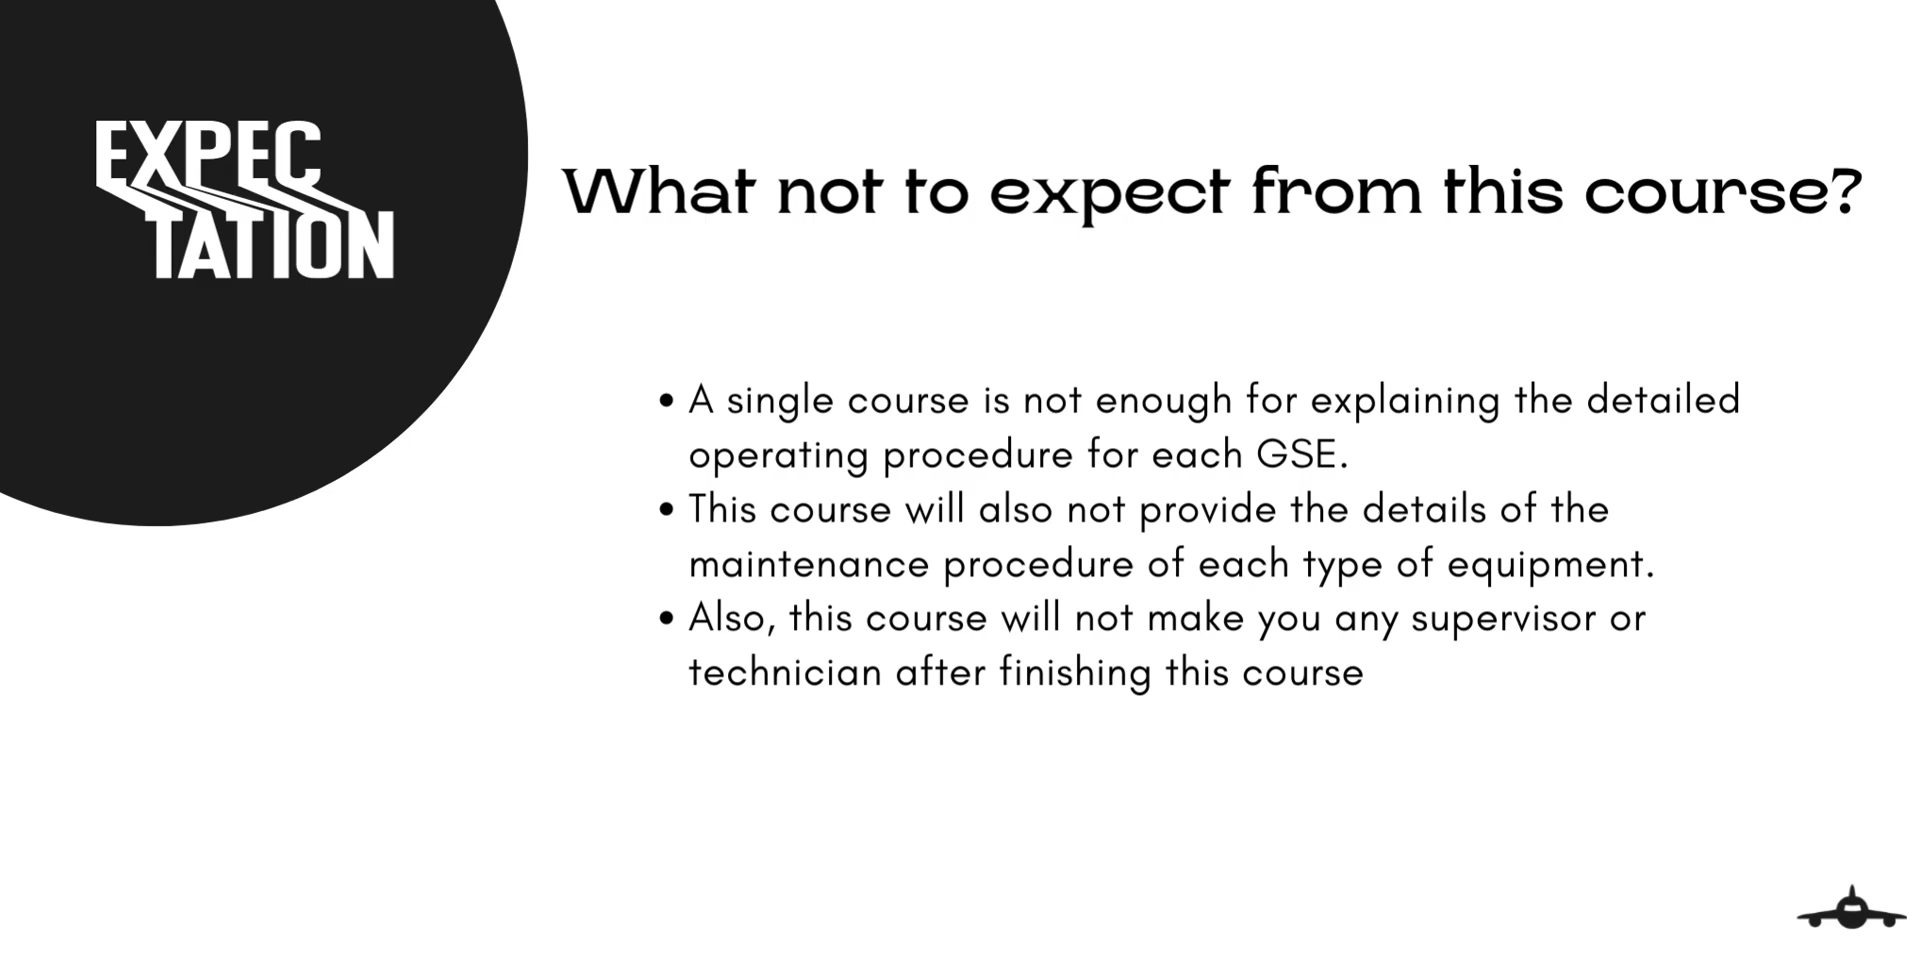 EXPEC
TATION
What not to expect from this course?
• A single course is not enough for explaining the detailed
operating procedure for each GSE.
• This course will also not provide the details of the
maintenance procedure of each type of equipment.
• Also, this course will not make you any supervisor or
technician after finishing this course